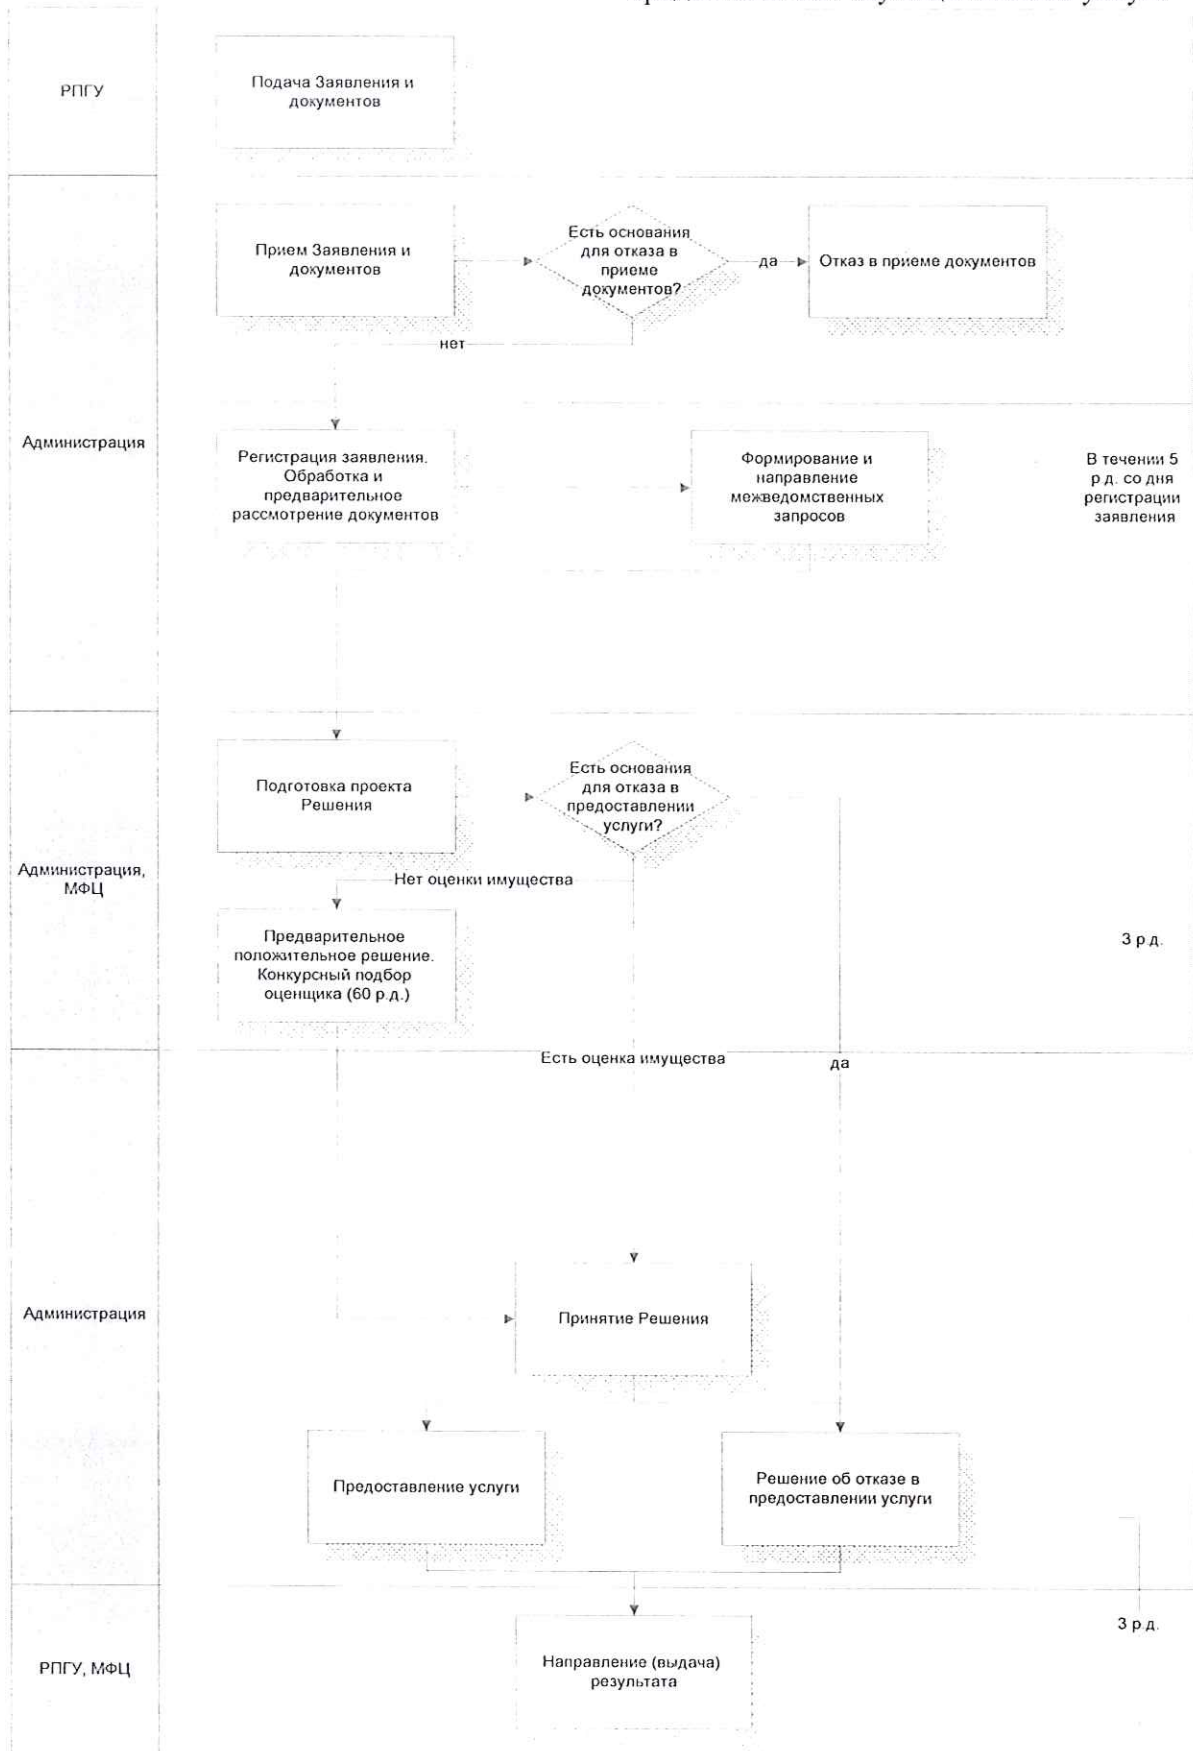 РПГУ
Подача Заявления и
документов
Администрация
Прием Заявления и
документов
Есть основания
для отказа в
приеме
документов?
да
Отказ в приеме документов
нет
Регистрация заявления.
Обработка и
предварительное
рассмотрение документов
Формирование и
направление
межведомственных
запросов
В течении 5
р.д. со дня
регистрации
заявления
Администрация,
МФЦ
Подготовка проекта
Решения
Есть основания
для отказа в
предоставлении
услуги?
Нет оценки имущества
Предварительное
положительное решение.
Конкурсный подбор
оценщика (60 р.д.)
3 р.д.
Есть оценка имущества
да
Администрация
Принятие Решения
Предоставление услуги
Решение об отказе в
предоставлении услуги
3 р.д.
РПГУ, МФЦ
Направление (выдача)
результата